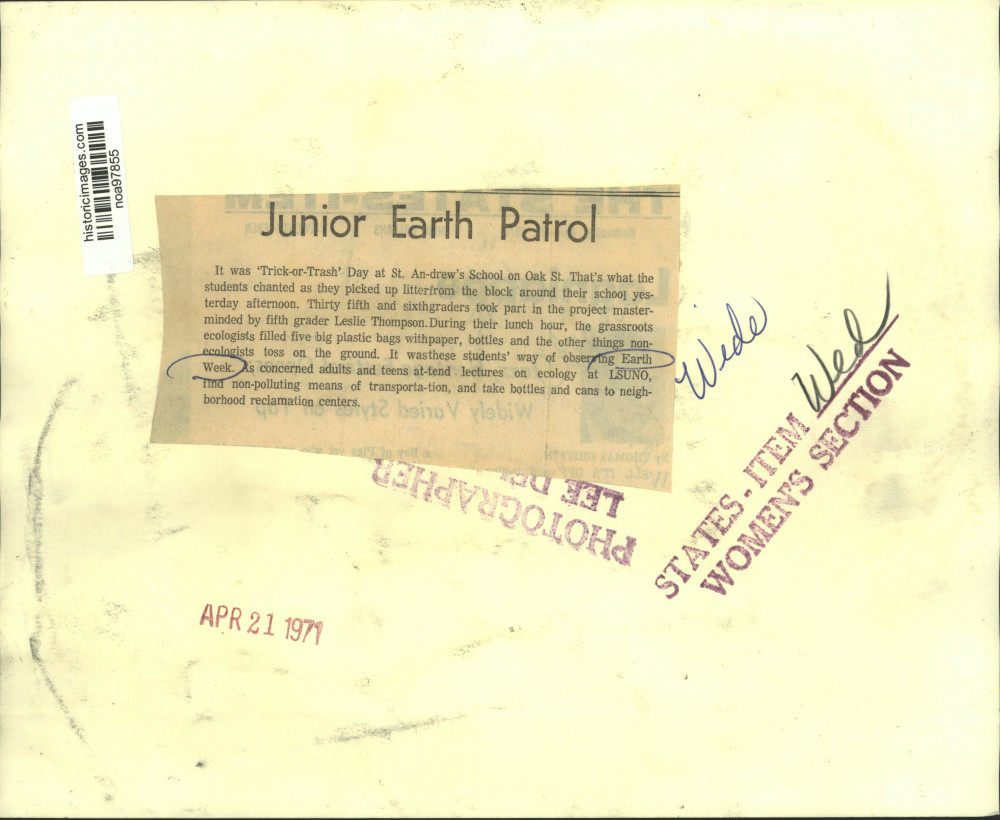 historicimages.com
noa97855
Junior Earth Patrol
It was 'Trick-or-Trash' Day at St. An-drew's School on Oak St. That's what the
students chanted as they picked up litterfrom the block around their school yes-
terday afternoon. Thirty fifth and sixthgraders took part in the project master-
minded by fifth grader Leslie Thompson.During their lunch hour, the grassroots
ecologists filled five big plastic bags withpaper, bottles and the other things non-
ecologists toss on the ground. It wasthese students' way of observing Earth
Week. As concerned adults and teens at-tend lectures on ecology at LSUNO,
find non-polluting means of transporta-tion, and take bottles and cans to neigh-
borhood reclamation centers.
Wide
Wed
STATES-ITEM
WOMEN'S SECTION
PHOTOGRAPHER
LEE
APR 21 1971